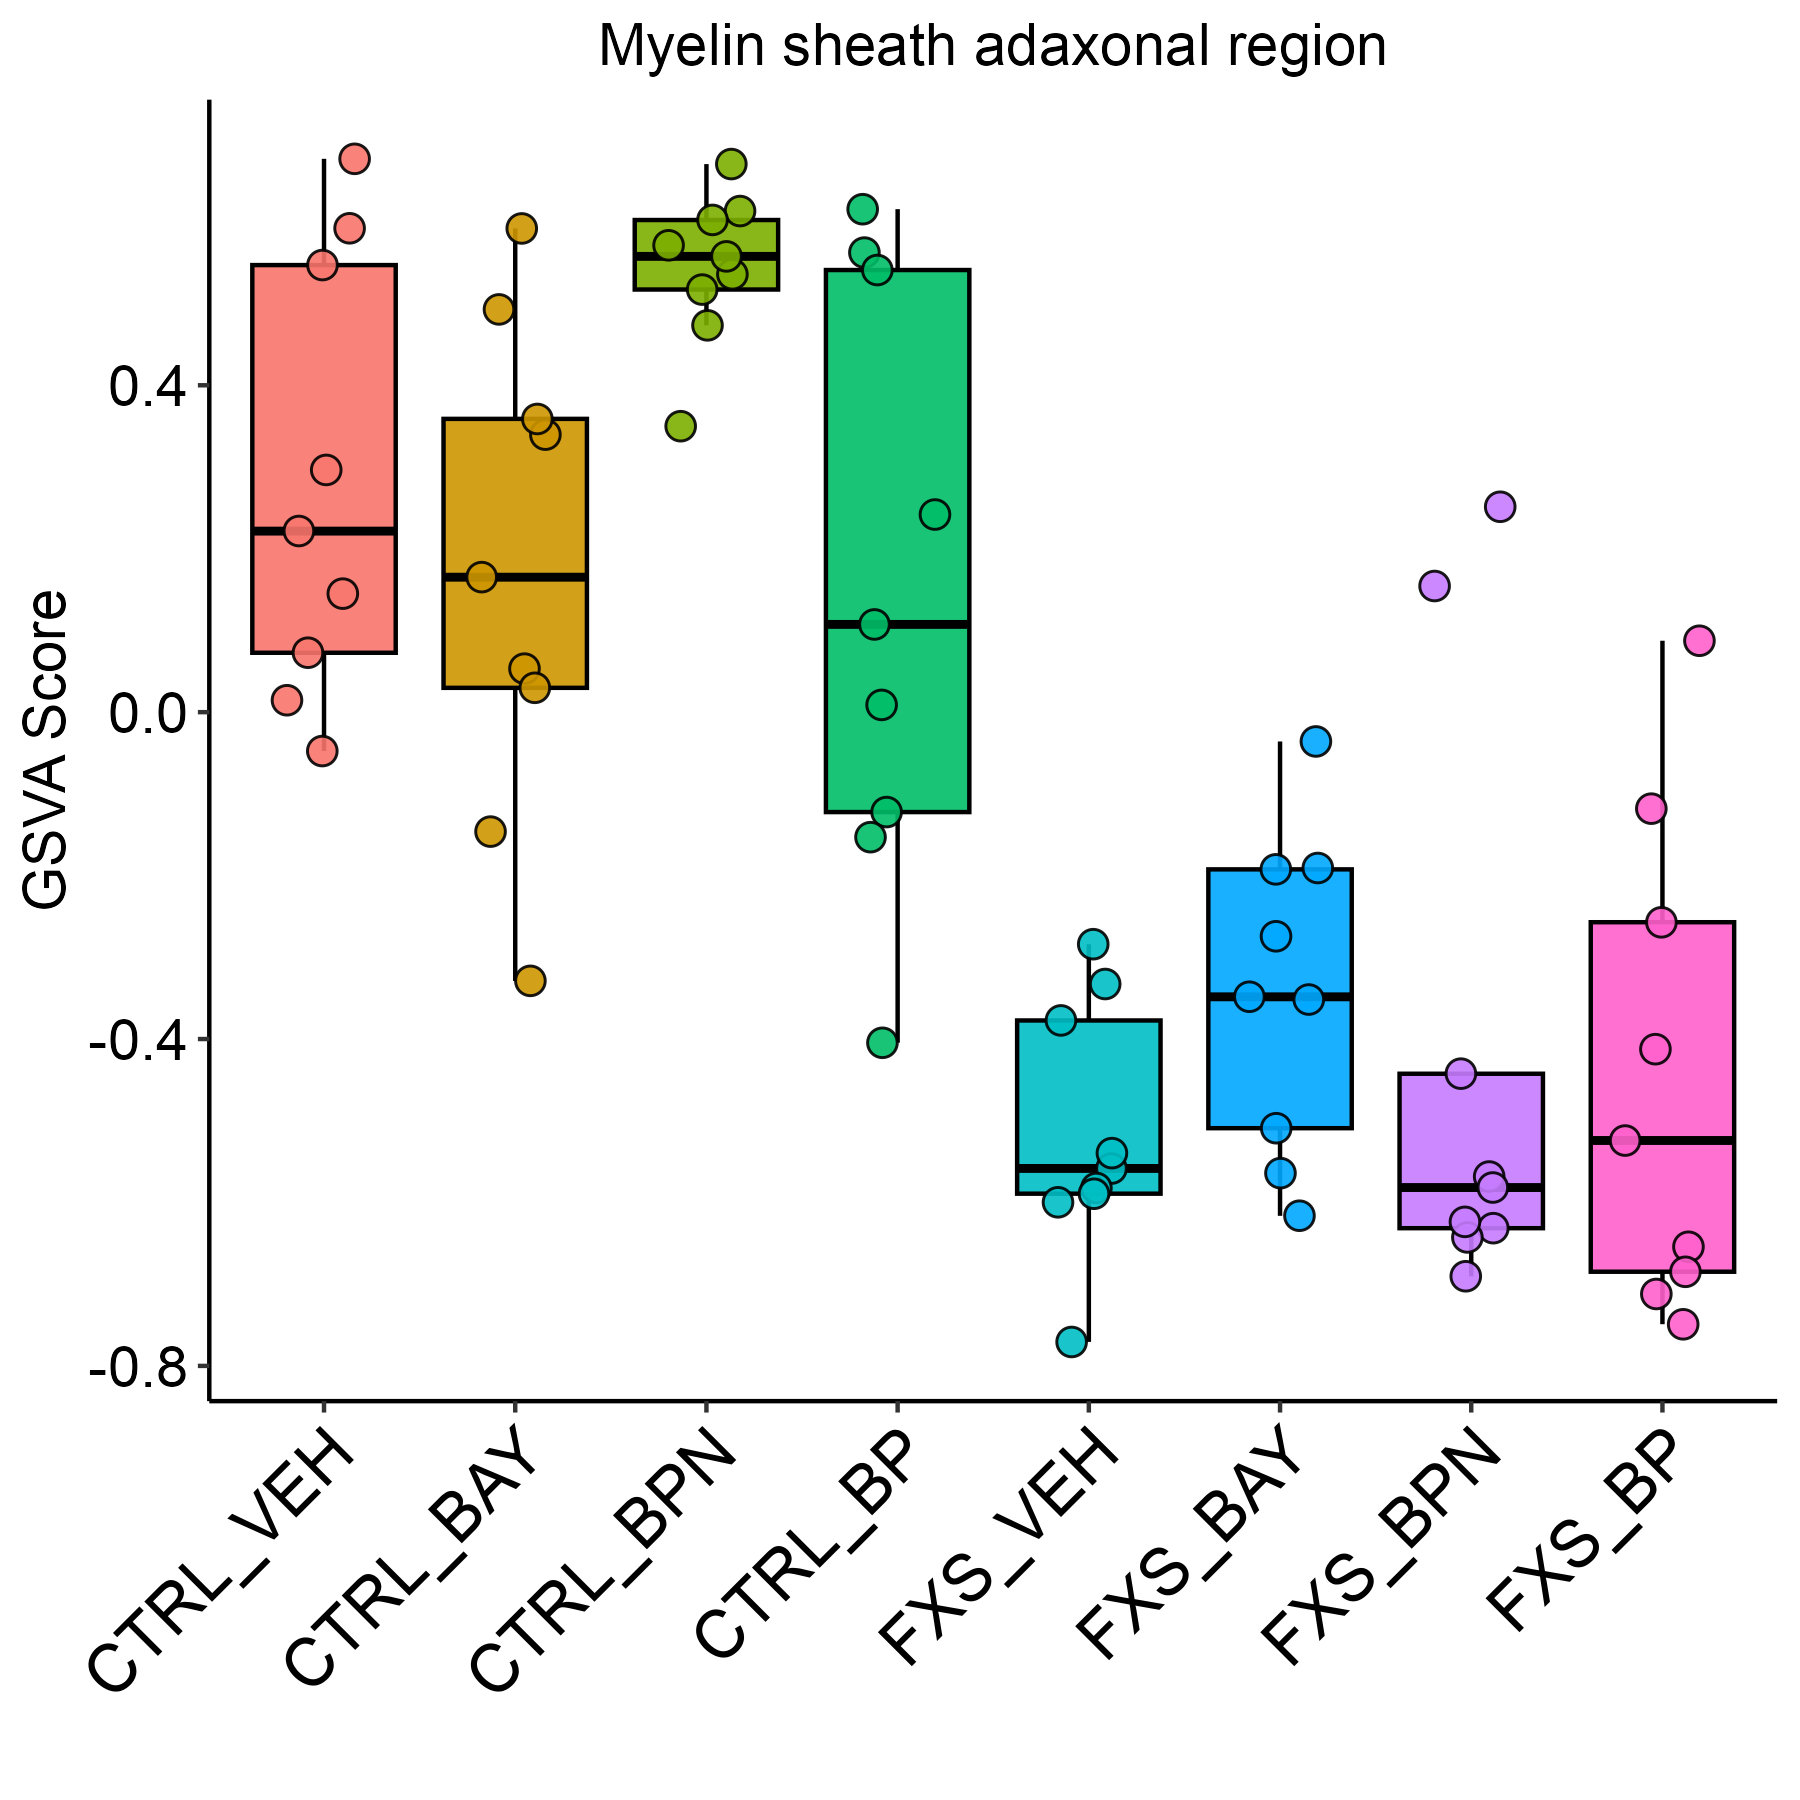 Myelin sheath adaxonal region
GSVA Score
0.4
0.0
-0.4
-0.8
CTRL_VEH
CTRL_BAY
CTRL_BPN
CTRL_BP
FXS_VEH
FXS_BAY
FXS_BPN
FXS_BP